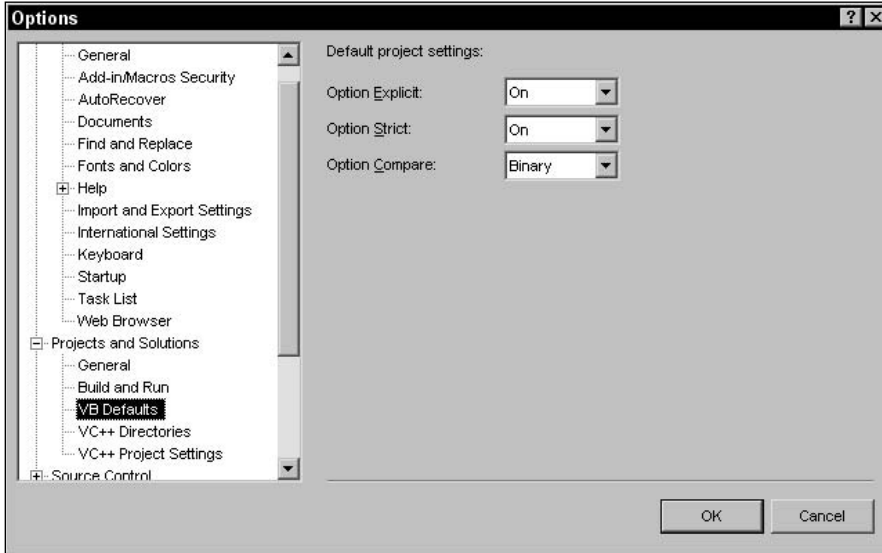 Options
General
Add-in/Macros Security
AutoRecover
Documents
Find and Replace
Fonts and Colors
Help
Import and Export Settings
International Settings
Keyboard
Startup
Task List
Web Browser
Projects and Solutions
General
Build and Run
VB Defaults
VC++ Directories
VC++ Project Settings
Source Control
Default project settings:
Option Explicit: On
Option Strict: On
Option Compare: Binary
OK Cancel